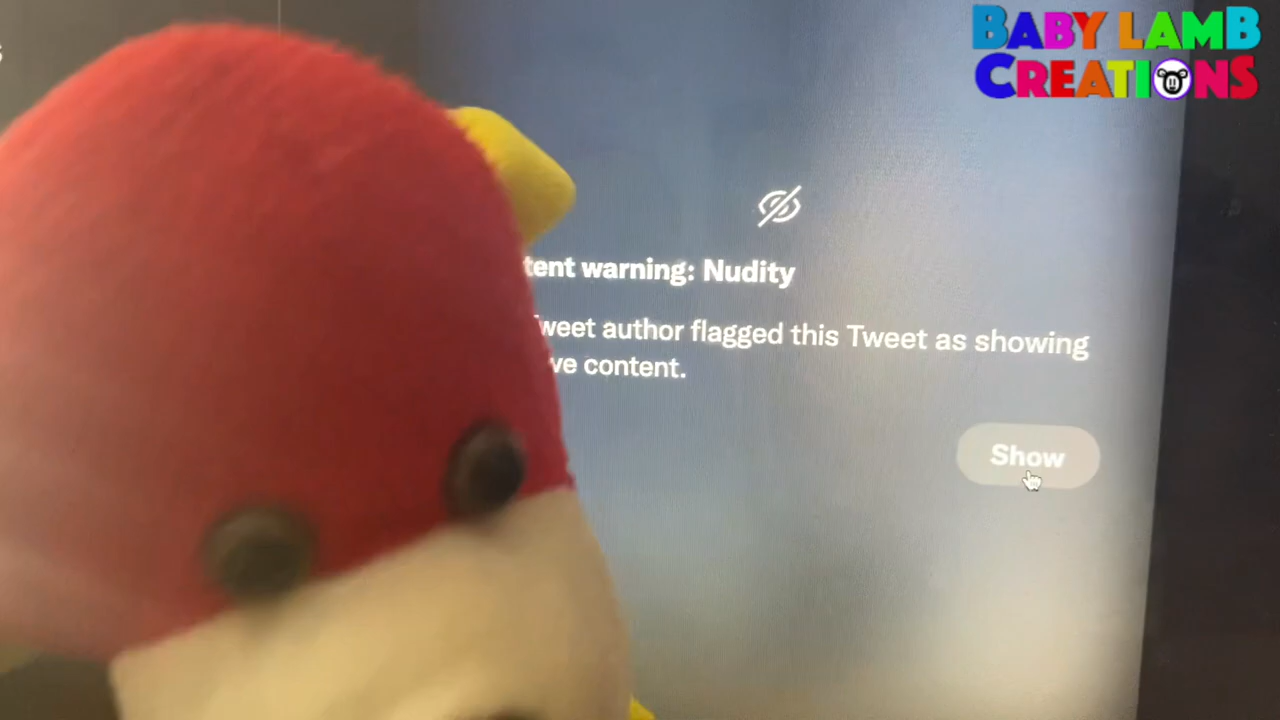 BABY LAMB
CREATIONS
tent warning: Nudity
weet author flagged this Tweet as showing
ve content.
Show